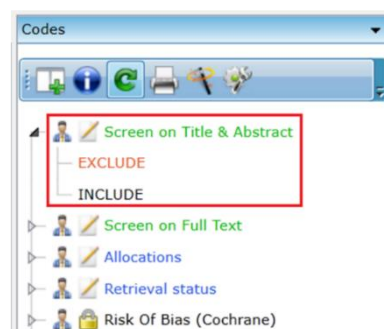 Codes
Screen on Title & Abstract
EXCLUDE
INCLUDE
Screen on Full Text
Allocations
Retrieval status
Risk Of Bias (Cochrane)